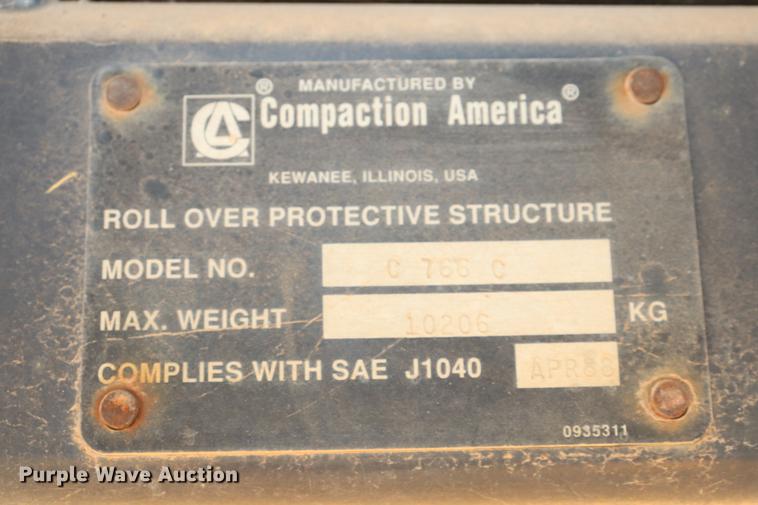 MANUFACTURED BY
® Compaction America®
KEWANEE, ILLINOIS, USA
ROLL OVER PROTECTIVE STRUCTURE
MODEL NO. C 766 C
MAX. WEIGHT 10206 KG
COMPLIES WITH SAE J1040 APR88
0935311
Purple Wave Auction